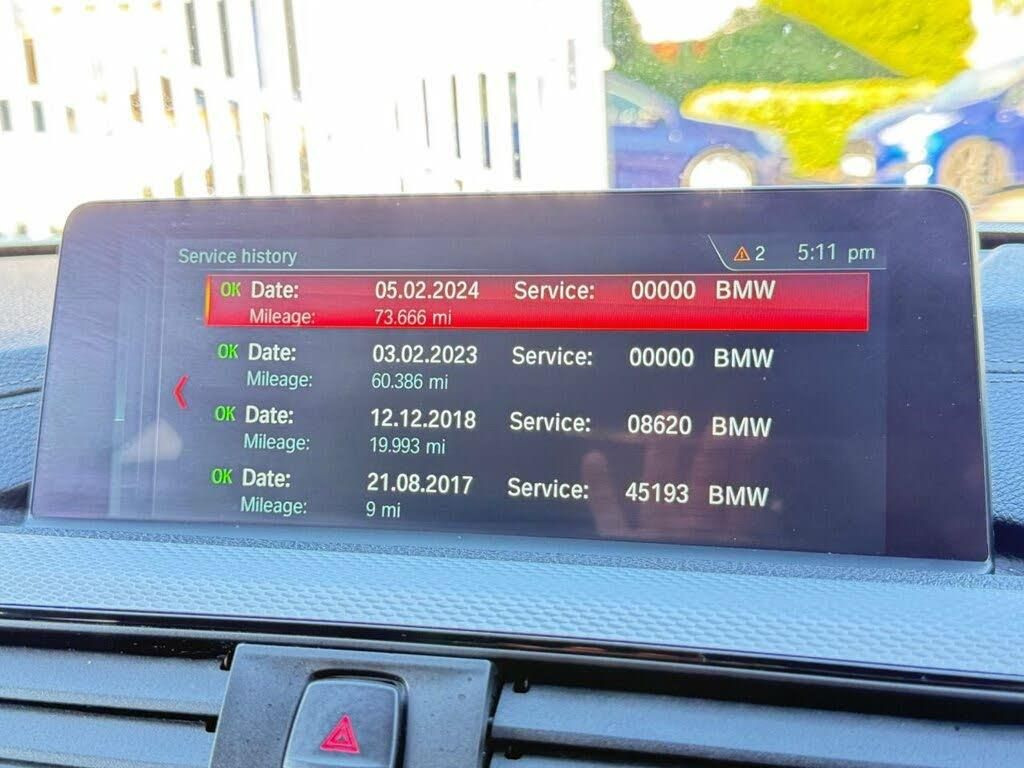 Service history 2 5:11 pm
OK Date: 05.02.2024 Service: 00000 BMW
Mileage: 73.666 mi
OK Date: 03.02.2023 Service: 00000 BMW
Mileage: 60.386 mi
OK Date: 12.12.2018 Service: 08620 BMW
Mileage: 19.993 mi
OK Date: 21.08.2017 Service: 45193 BMW
Mileage: 9 mi